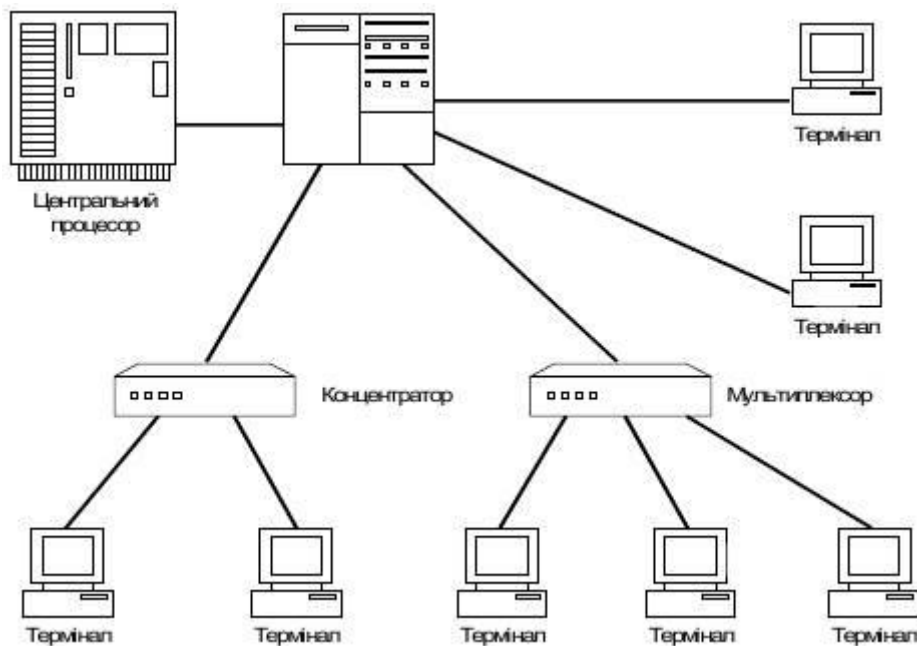 Термінал
Центральний
процесор
Термінал
Концентратор
Мультиплексор
Термінал
Термінал
Термінал
Термінал
Термінал